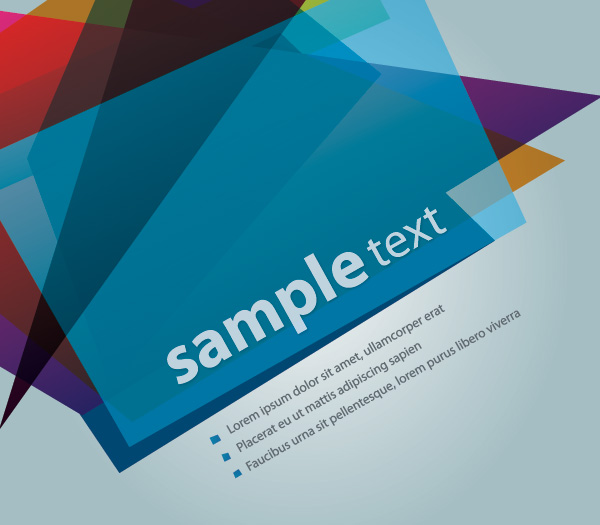 sample text
Lorem ipsum dolor sit amet, ullamcorper erat
Placerat eu ut mattis adipiscing sapien
Faucibus urna sit pellentesque, lorem purus libero viverra